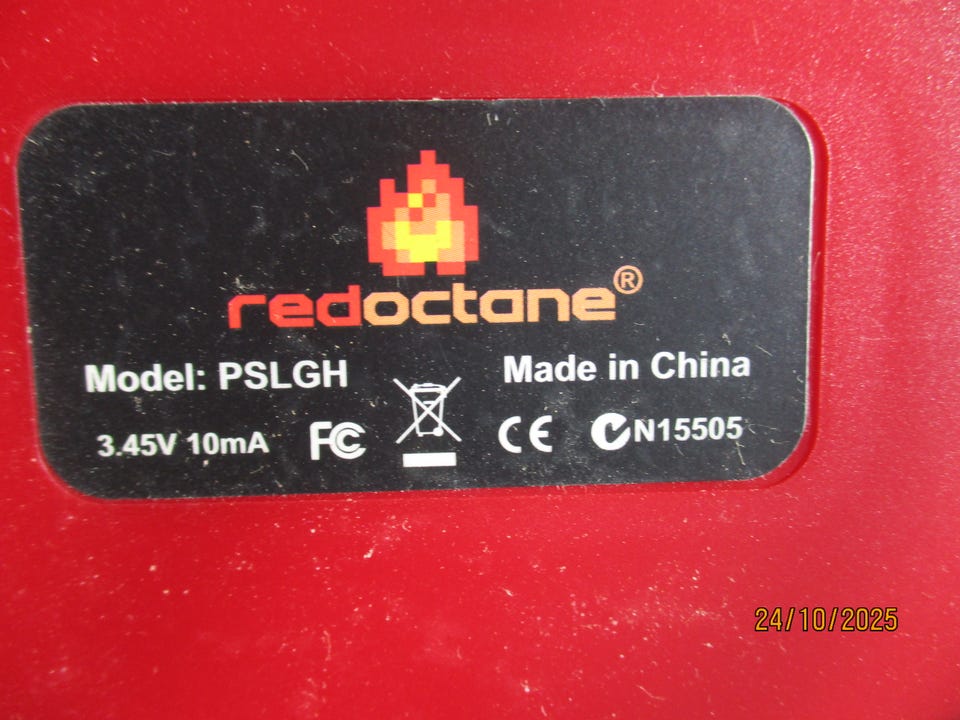 redoctane®
Model: PSLGH
Made in China
3.45V 10mA
FC
CE
N15505
24/10/2025